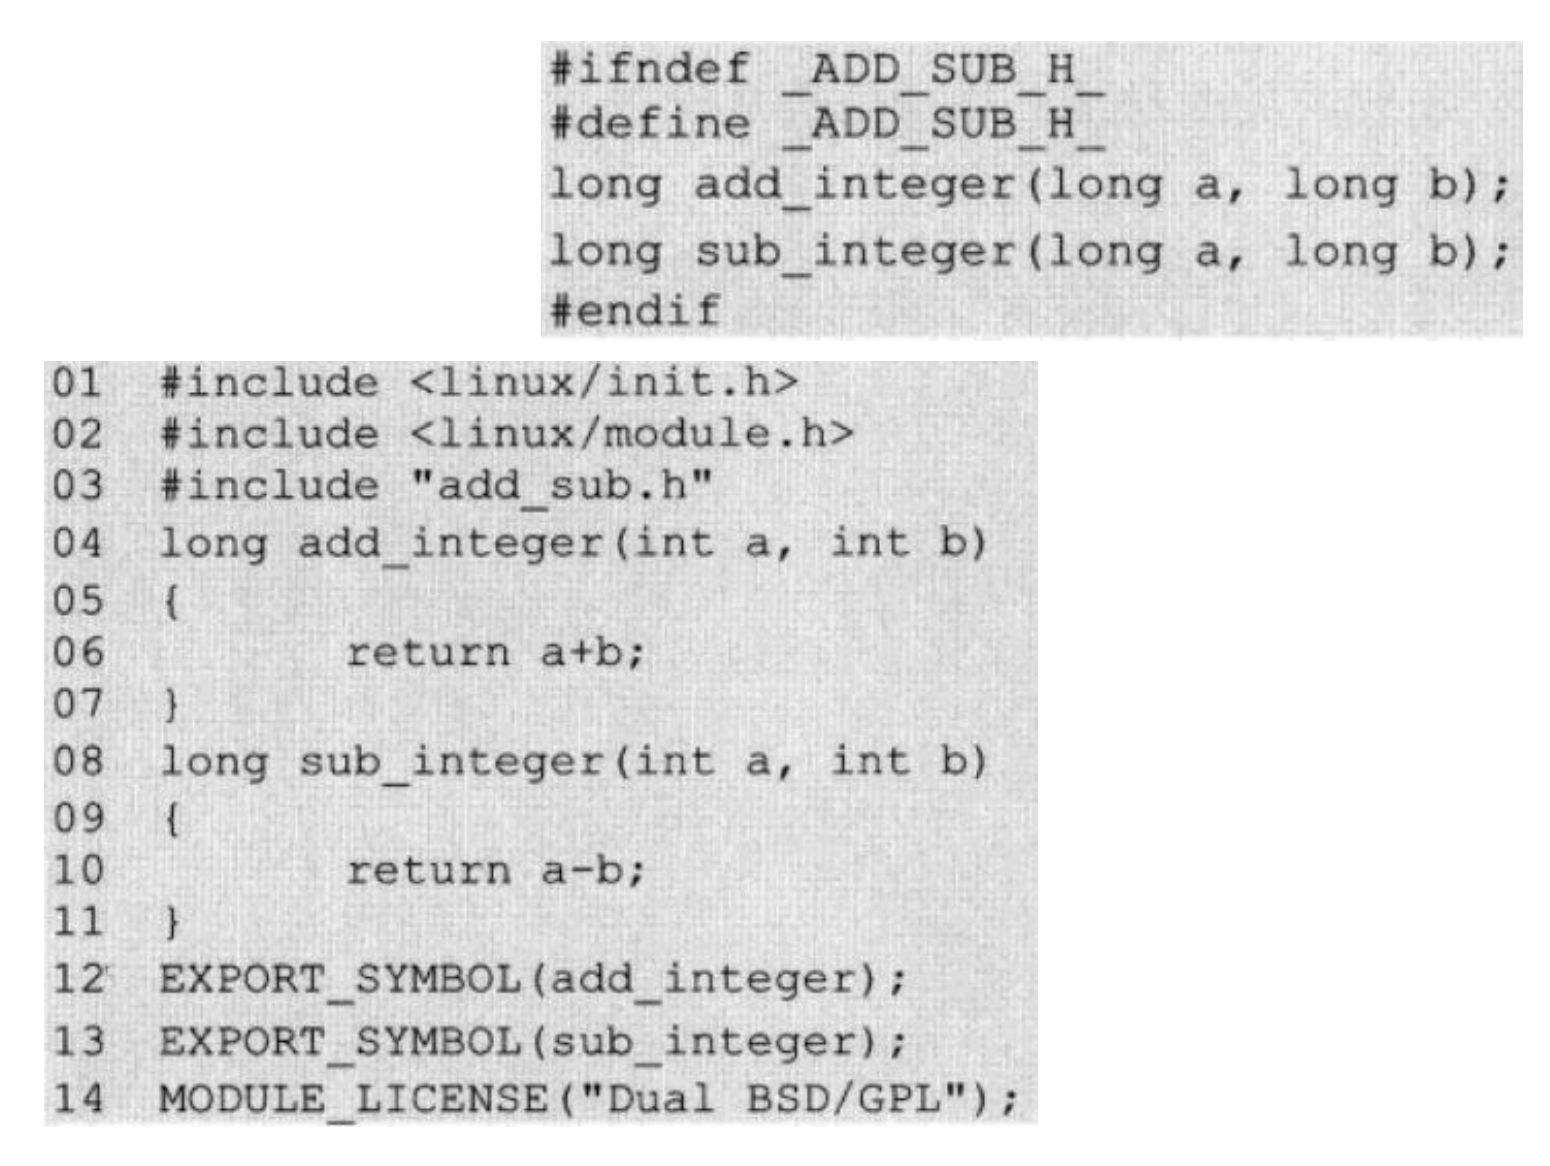 #ifndef _ADD_SUB_H_
#define _ADD_SUB_H_
long add_integer(long a, long b);
long sub_integer(long a, long b);
#endif
01 #include <linux/init.h>
02 #include <linux/module.h>
03 #include "add_sub.h"
04 long add_integer(int a, int b)
05 {
06 return a+b;
07 }
08 long sub_integer(int a, int b)
09 {
10 return a-b;
11 }
12 EXPORT_SYMBOL(add_integer);
13 EXPORT_SYMBOL(sub_integer);
14 MODULE_LICENSE("Dual BSD/GPL");